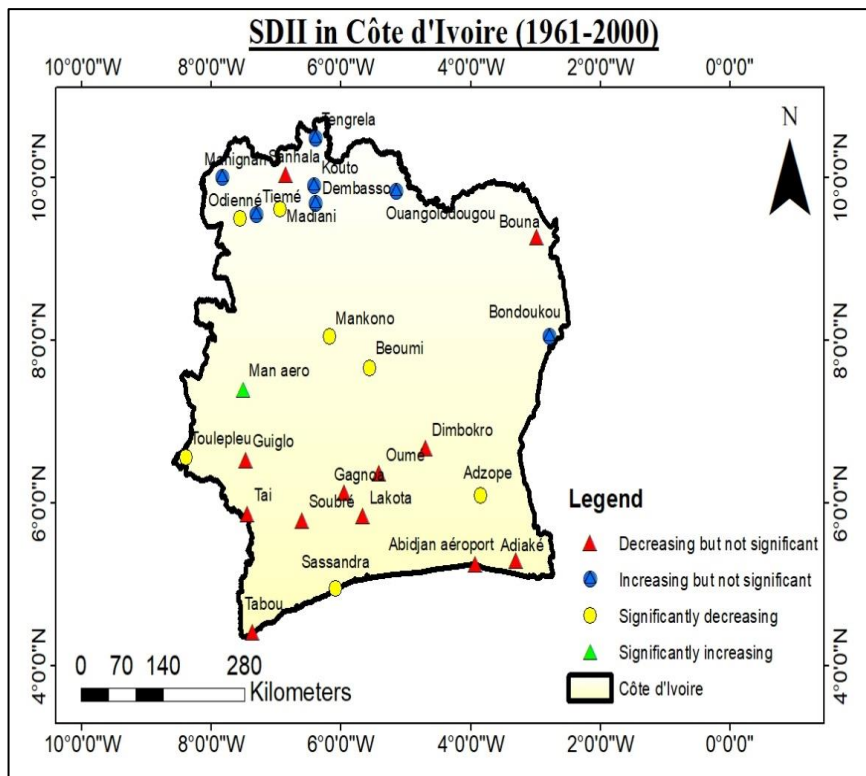 SDII in Côte d'Ivoire (1961-2000)
10°0'0"W 8°0'0"W 6°0'0"W 4°0'0"W 2°0'0"W 0°0'0"
N
Tengrela
Manignan
Sanhala
Kouto
Dembasso
Odienné
Tiemé
Madiani
Ouangolodougou
Bouna
Bondoukou
Mankono
Beoumi
Man aero
Dimbokro
Toulepleu
Guiglo
Oumé
Gagnoa
Adzope
Tai
Soubré
Lakota
Abidjan aéroport
Adiaké
Sassandra
Tabou
10°0'0"N
8°0'0"N
6°0'0"N
4°0'0"N
10°0'0"N
8°0'0"N
6°0'0"N
4°0'0"N
Legend
Decreasing but not significant
Increasing but not significant
Significantly decreasing
Significantly increasing
Côte d'Ivoire
0 70 140 280
Kilometers
10°0'0"W 8°0'0"W 6°0'0"W 4°0'0"W 2°0'0"W 0°0'0"